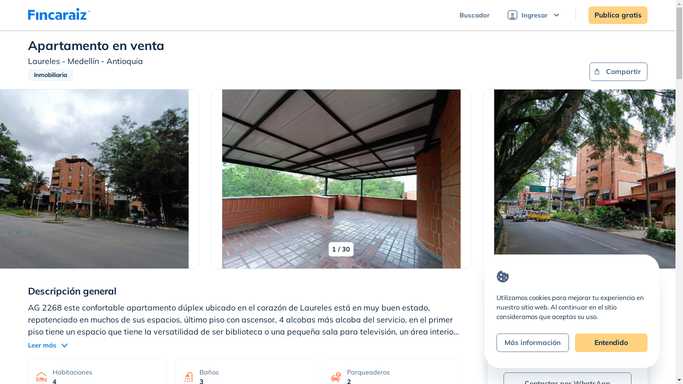 Fincaraiz
Buscador
Ingresar
Publica gratis
Apartamento en venta
Laureles - Medellín - Antioquia
Inmobiliaria
Compartir
1 / 30
Descripción general
AG 2268 este confortable apartamento dúplex ubicado en el corazón de Laureles está en muy buen estado,
repotenciado en muchos de sus espacios, último piso con ascensor, 4 alcobas más alcoba del servicio, en el primer
piso tiene un espacio que tiene la versatilidad de ser biblioteca o una pequeña sala para televisión, un área interio...
Leer más
Habitaciones
4
Baños
3
Parqueaderos
2
Utilizamos cookies para mejorar tu experiencia en
nuestro sitio web. Al continuar en el sitio
consideramos que aceptas su uso.
Más información
Entendido
Contactar por WhatsApp